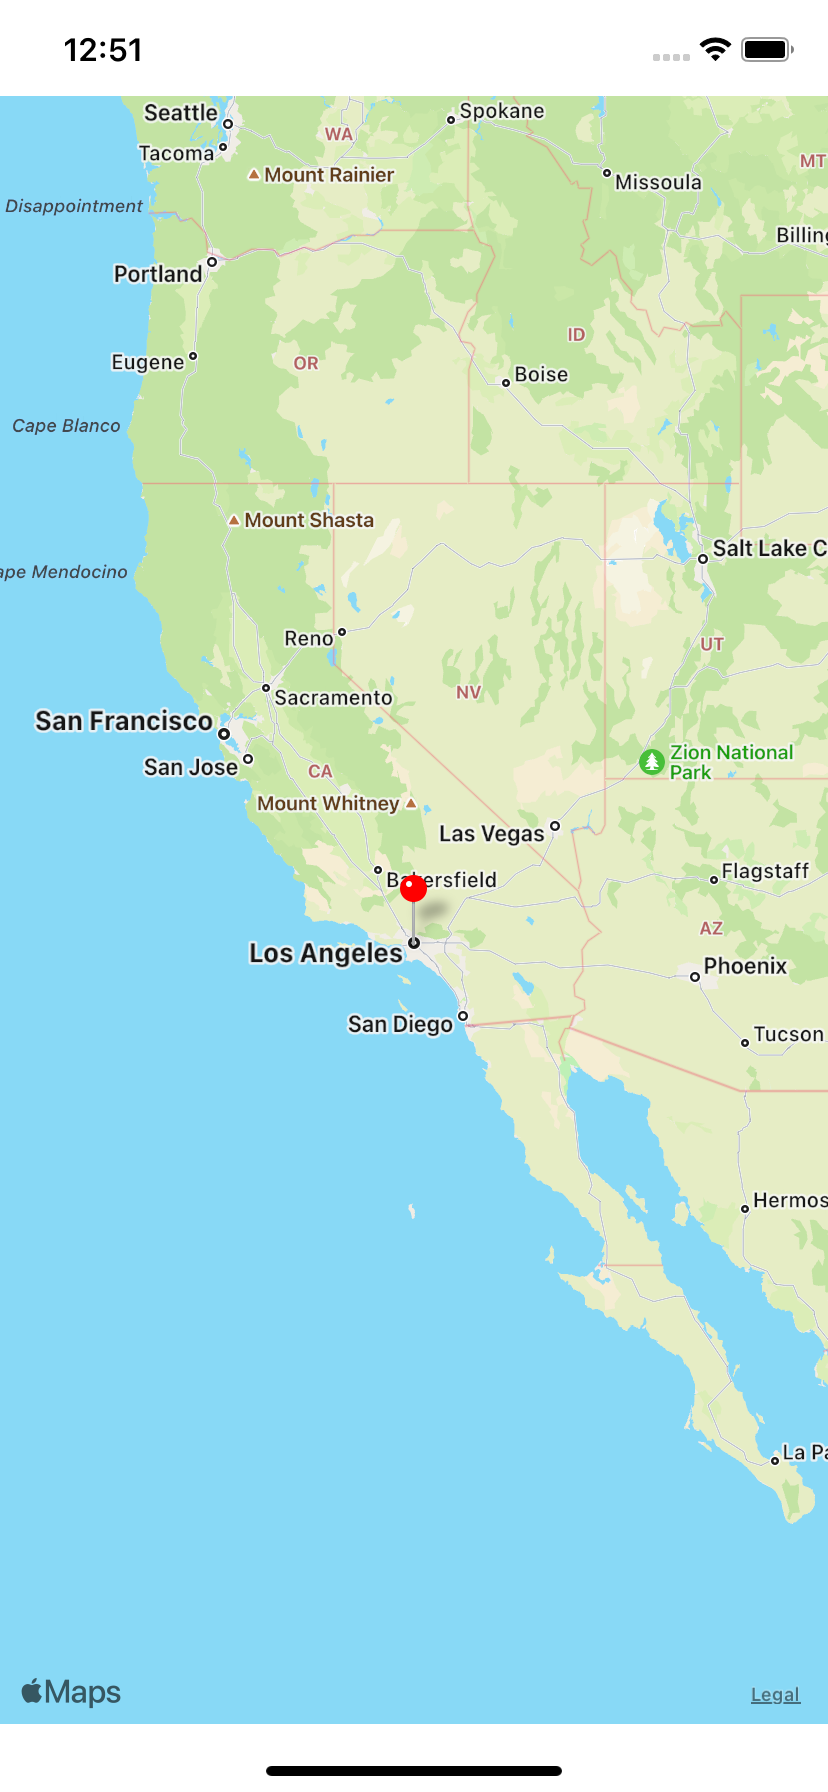 12:51
Seattle
Spokane
WA
Tacoma
MT
Mount Rainier
Missoula
Disappointment
Billing
Portland
ID
OR
Eugene
Boise
Cape Blanco
Mount Shasta
Salt Lake C
ape Mendocino
Reno
UT
NV
Sacramento
San Francisco
Zion National
Park
San Jose
CA
Mount Whitney
Las Vegas
Flagstaff
Bakersfield
AZ
Los Angeles
Phoenix
San Diego
Tucson
Hermos
La Pa
Maps
Legal